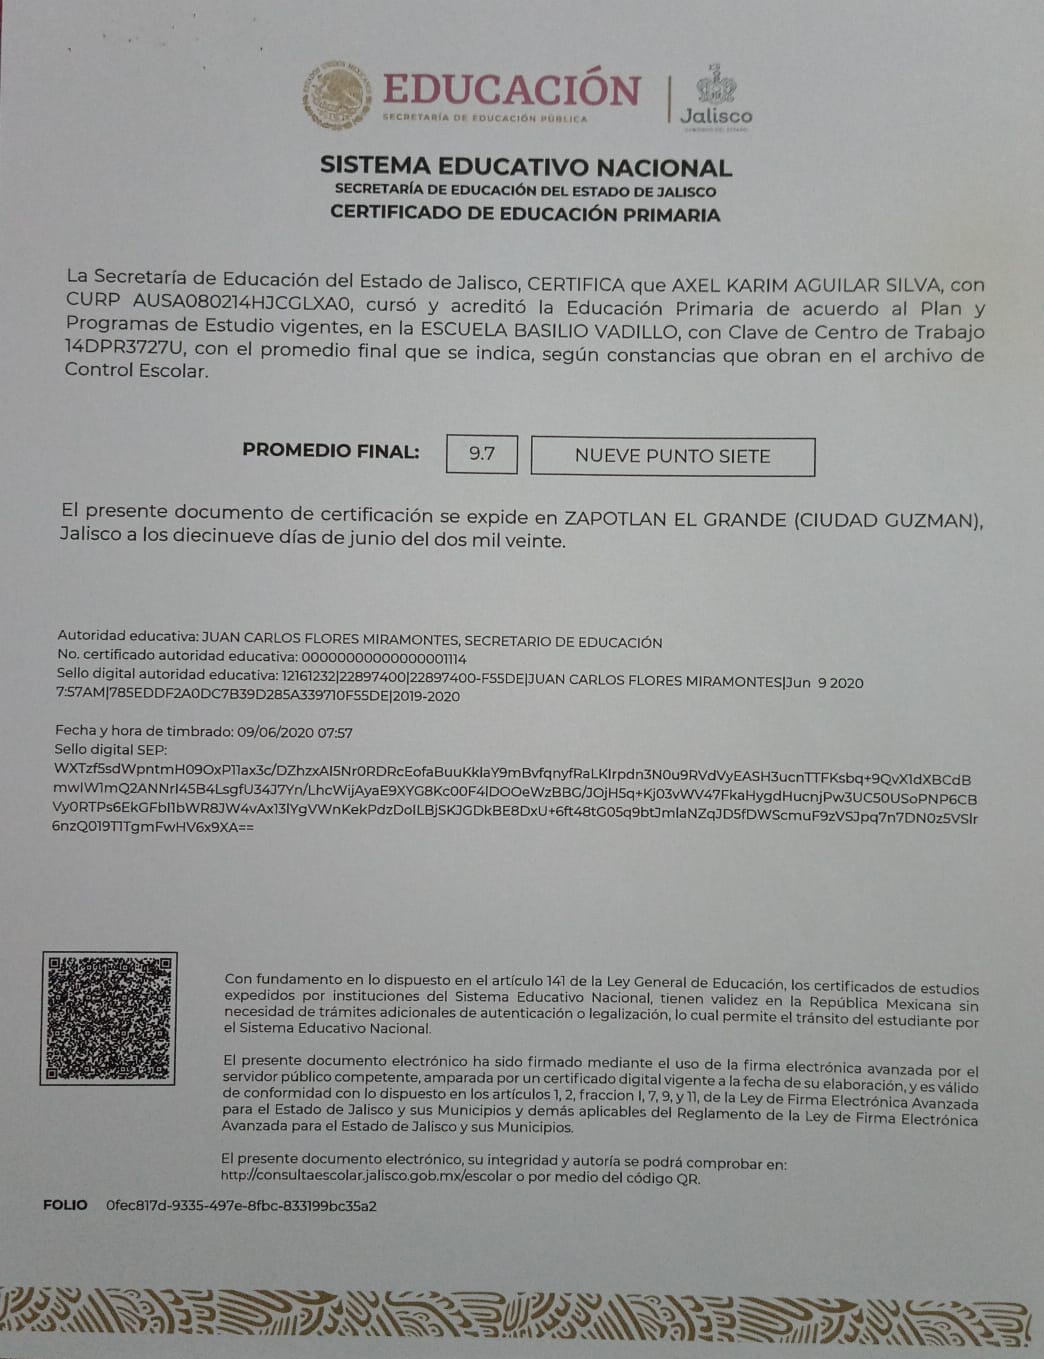 EDUCACIÓN
SECRETARÍA DE EDUCACIÓN PÚBLICA
Jalisco
SISTEMA EDUCATIVO NACIONAL
SECRETARÍA DE EDUCACIÓN DEL ESTADO DE JALISCO
CERTIFICADO DE EDUCACIÓN PRIMARIA
La Secretaría de Educación del Estado de Jalisco, CERTIFICA que AXEL KARIM AGUILAR SILVA, con
CURP AUSA080214HJCGLXA0, cursó y acreditó la Educación Primaria de acuerdo al Plan y
Programas de Estudio vigentes, en la ESCUELA BASILIO VADILLO, con Clave de Centro de Trabajo
14DPR3727U, con el promedio final que se indica, según constancias que obran en el archivo de
Control Escolar.
PROMEDIO FINAL: 9.7 NUEVE PUNTO SIETE
El presente documento de certificación se expide en ZAPOTLAN EL GRANDE (CIUDAD GUZMAN),
Jalisco a los diecinueve días de junio del dos mil veinte.
Autoridad educativa: JUAN CARLOS FLORES MIRAMONTES, SECRETARIO DE EDUCACIÓN
No. certificado autoridad educativa: 00000000000000001114
Sello digital autoridad educativa: 12161232|22897400|22897400-F55DE|JUAN CARLOS FLORES MIRAMONTES|Jun 9 2020
7:57AM|785EDDF2A0DC7B39D285A339710F55DE|2019-2020
Fecha y hora de timbrado: 09/06/2020 07:57
Sello digital SEP:
WXTzf5sdWpntmH09OxP11ax3c/DZhzxAI5Nr0RDRcEofaBuuKklaY9mBvfqnyfRaLKIrpdn3N0u9RVdVyEASH3ucnTTFKsbq+9QvX1dXBCdB
mwIW1mQ2ANNrI45B4LsgfU34J7Yn/LhcWijAyaE9XYG8Kc00F4IDOOeWzBBG/JOjH5q+Kj03vWV47FkaHygdHucnjPw3UC50USoPNP6CB
Vy0RTPs6EkGFbI1bWR8JW4vAx13IYgVWnKekPdzDoILBjSKJGDkBE8DxU+6ft48tG05q9btJmlaNZqJD5fDWScmuF9zVSJpq7n7DN0z5VSIr
6nzQ019T1TgmFwHV6x9XA==
Con fundamento en lo dispuesto en el artículo 141 de la Ley General de Educación, los certificados de estudios
expedidos por instituciones del Sistema Educativo Nacional, tienen validez en la República Mexicana sin
necesidad de trámites adicionales de autenticación o legalización, lo cual permite el tránsito del estudiante por
el Sistema Educativo Nacional.
El presente documento electrónico ha sido firmado mediante el uso de la firma electrónica avanzada por el
servidor público competente, amparada por un certificado digital vigente a la fecha de su elaboración, y es válido
de conformidad con lo dispuesto en los artículos 1, 2, fraccion I, 7, 9, y 11, de la Ley de Firma Electrónica Avanzada
para el Estado de Jalisco y sus Municipios y demás aplicables del Reglamento de la Ley de Firma Electrónica
Avanzada para el Estado de Jalisco y sus Municipios.
El presente documento electrónico, su integridad y autoría se podrá comprobar en:
http://consultaescolar.jalisco.gob.mx/escolar o por medio del código QR.
FOLIO 0fec817d-9335-497e-8fbc-833199bc35a2